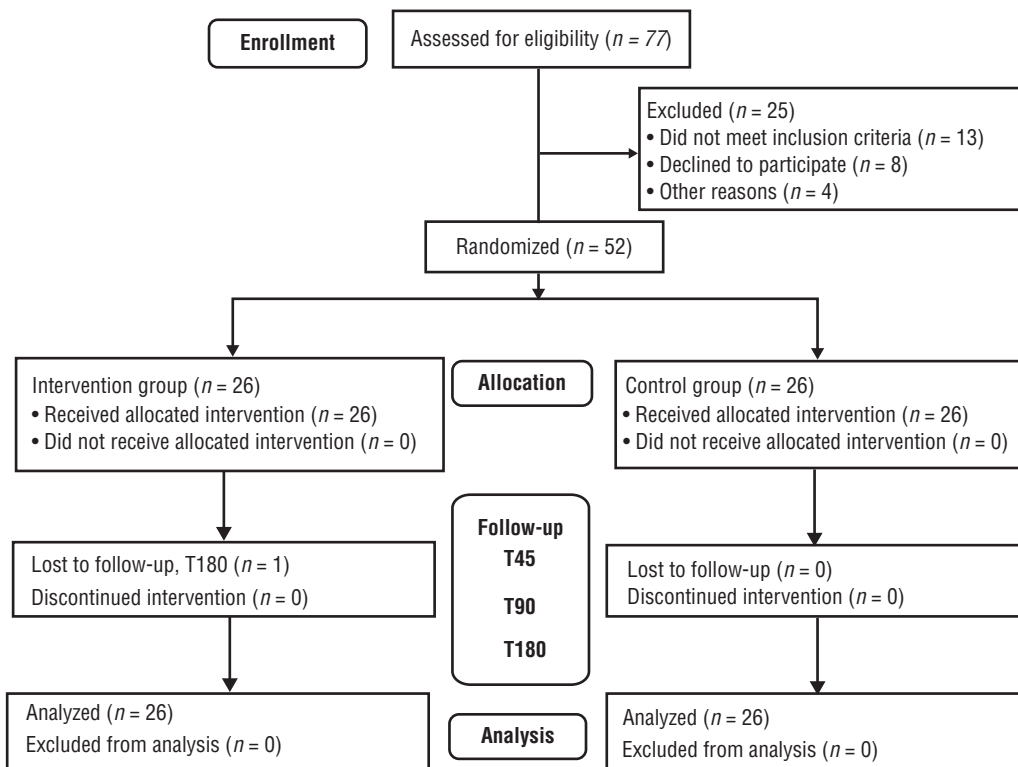 Enrollment
Assessed for eligibility (n = 77)
Excluded (n = 25)
• Did not meet inclusion criteria (n = 13)
• Declined to participate (n = 8)
• Other reasons (n = 4)
Randomized (n = 52)
Intervention group (n = 26)
• Received allocated intervention (n = 26)
• Did not receive allocated intervention (n = 0)
Allocation
Control group (n = 26)
• Received allocated intervention (n = 26)
• Did not receive allocated intervention (n = 0)
Lost to follow-up, T180 (n = 1)
Discontinued intervention (n = 0)
Follow-up
T45
T90
T180
Lost to follow-up (n = 0)
Discontinued intervention (n = 0)
Analyzed (n = 26)
Excluded from analysis (n = 0)
Analysis
Analyzed (n = 26)
Excluded from analysis (n = 0)